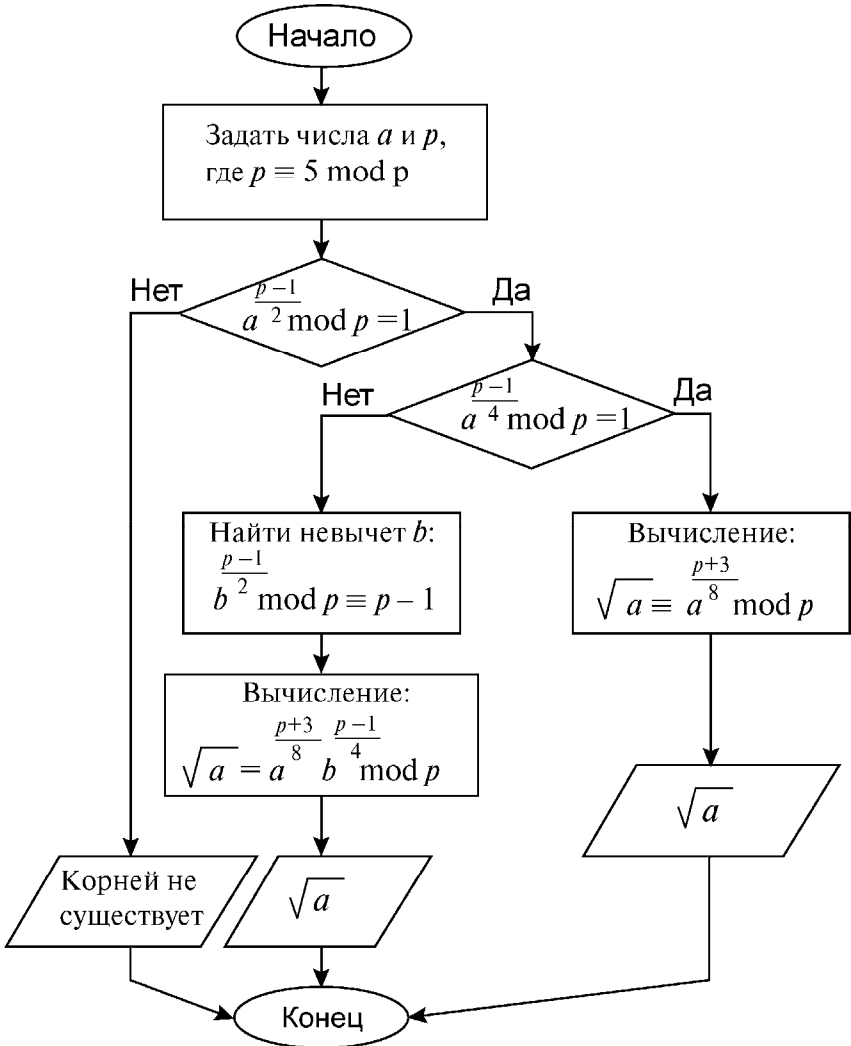 Начало
Задать числа a и p,
где p ≡ 5 mod p
Нет
a^((p−1)/2) mod p = 1
Да
Нет
a^((p−1)/4) mod p = 1
Да
Найти невычет b:
b^((p−1)/2) mod p ≡ p − 1
Вычисление:
√a ≡ a^((p+3)/8) mod p
Вычисление:
√a = a^((p+3)/8) b^((p−1)/4) mod p
√a
Корней не
существует
√a
Конец